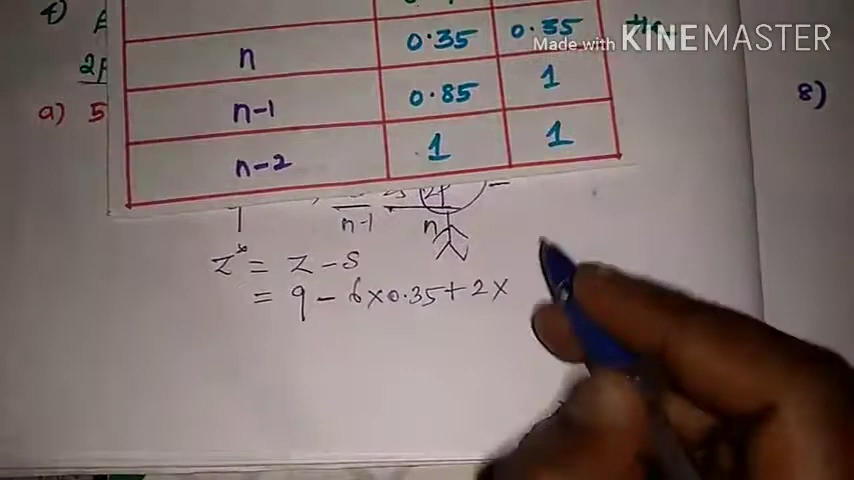 Made with KINEMASTER
n 0.35 0.35
n-1 0.85 1
n-2 1 1
a) 5
8)
n-1 n
Z* = Z - S
= 9 - 6×0.35+2×